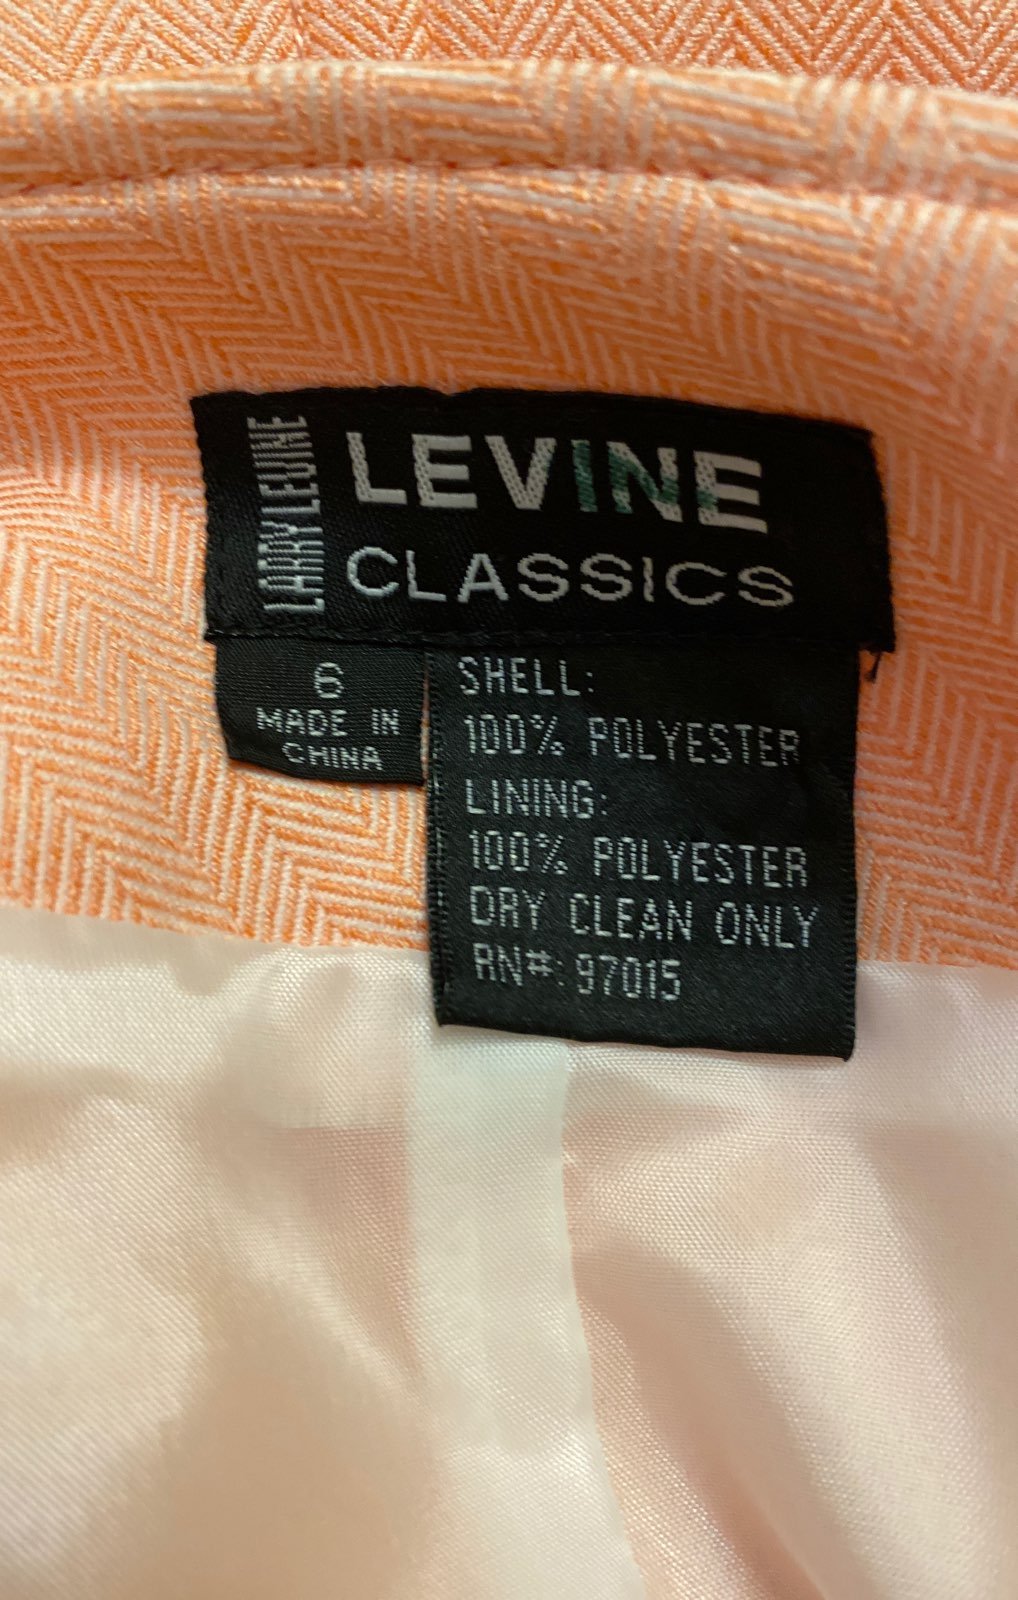 LARRY LEVINE
LEVINE
CLASSICS
6
MADE IN
CHINA
SHELL:
100% POLYESTER
LINING:
100% POLYESTER
DRY CLEAN ONLY
RN#: 97015